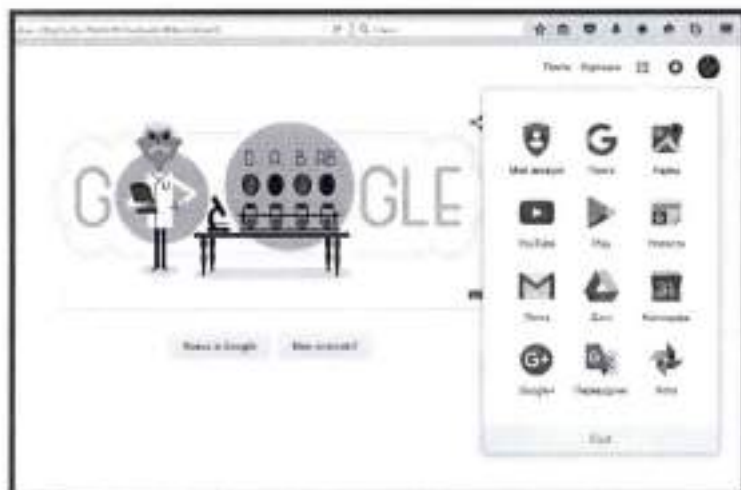 Почта Картинки
O A B AB
GOOGLE
Мой аккаунт Поиск Карты
YouTube Play Новости
Почта Диск Календарь
Google+ Переводчик Фото
Поиск в Google Мне повезёт!
Ещё